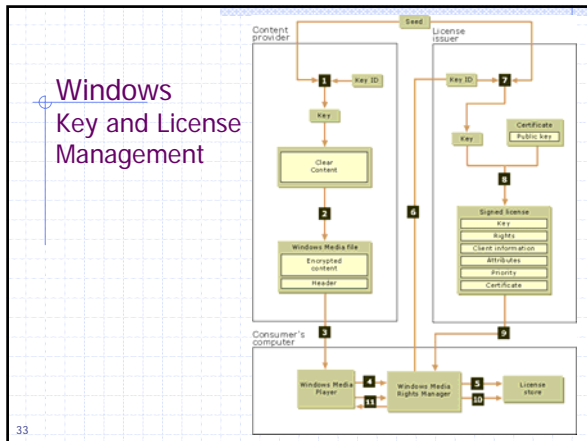 Windows
Key and License
Management
Seed
Content
provider
License
issuer
1
Key ID
Key ID
7
Key
Key
Certificate
Public key
Clear
Content
8
2
6
Signed license
Key
Rights
Client information
Attributes
Priority
Certificate
Windows Media file
Encrypted
content
Header
3
9
Consumer's
computer
Windows Media
Player
4
11
Windows Media
Rights Manager
5
10
License
store
33